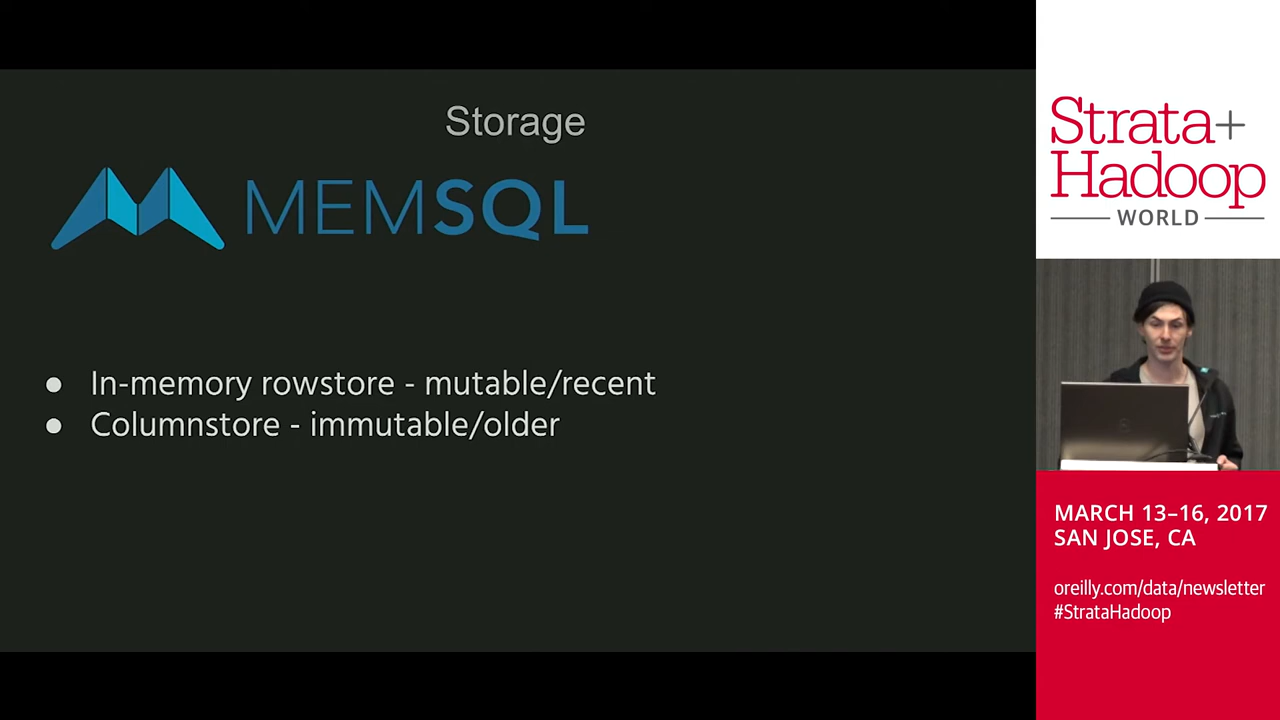 Storage
MEMSQL
● In-memory rowstore - mutable/recent
● Columnstore - immutable/older
Strata+
Hadoop
WORLD
MARCH 13–16, 2017
SAN JOSE, CA
oreilly.com/data/newsletter
#StrataHadoop